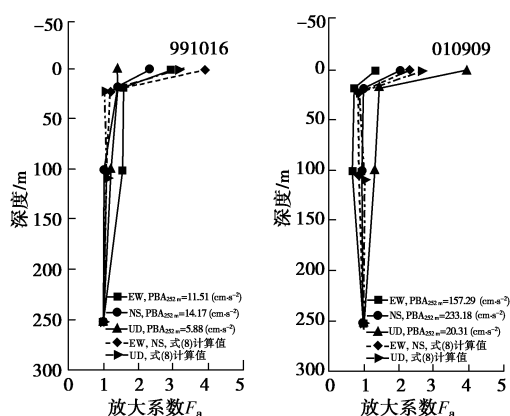 991016
-50
0
50
100
150
200
250
300
深度/m
EW, PBA252 m=11.51 (cm·s⁻²)
NS, PBA252 m=14.17 (cm·s⁻²)
UD, PBA252 m=5.88 (cm·s⁻²)
EW, NS, 式(8)计算值
UD, 式(8)计算值
0 1 2 3 4 5
放大系数Fa
010909
-50
0
50
100
150
200
250
300
深度/m
EW, PBA252 m=157.29 (cm·s⁻²)
NS, PBA252 m=233.18 (cm·s⁻²)
UD, PBA252 m=20.31 (cm·s⁻²)
EW, NS, 式(8)计算值
UD, 式(8)计算值
0 1 2 3 4 5
放大系数Fa